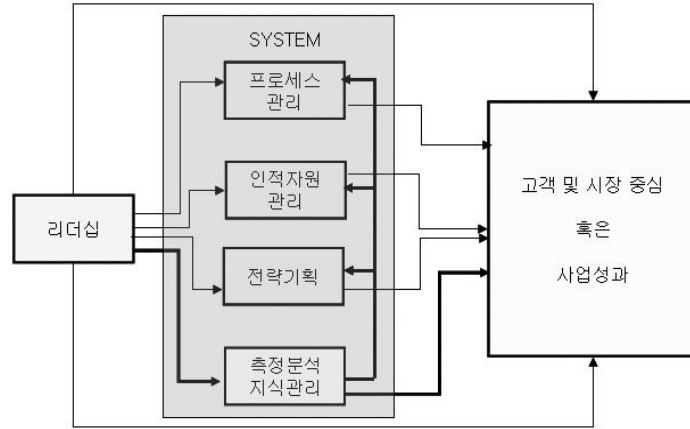 SYSTEM
프로세스
관리
인적자원
관리
리더십
전략기획
측정분석
지식관리
고객 및 시장 중심
혹은
사업성과